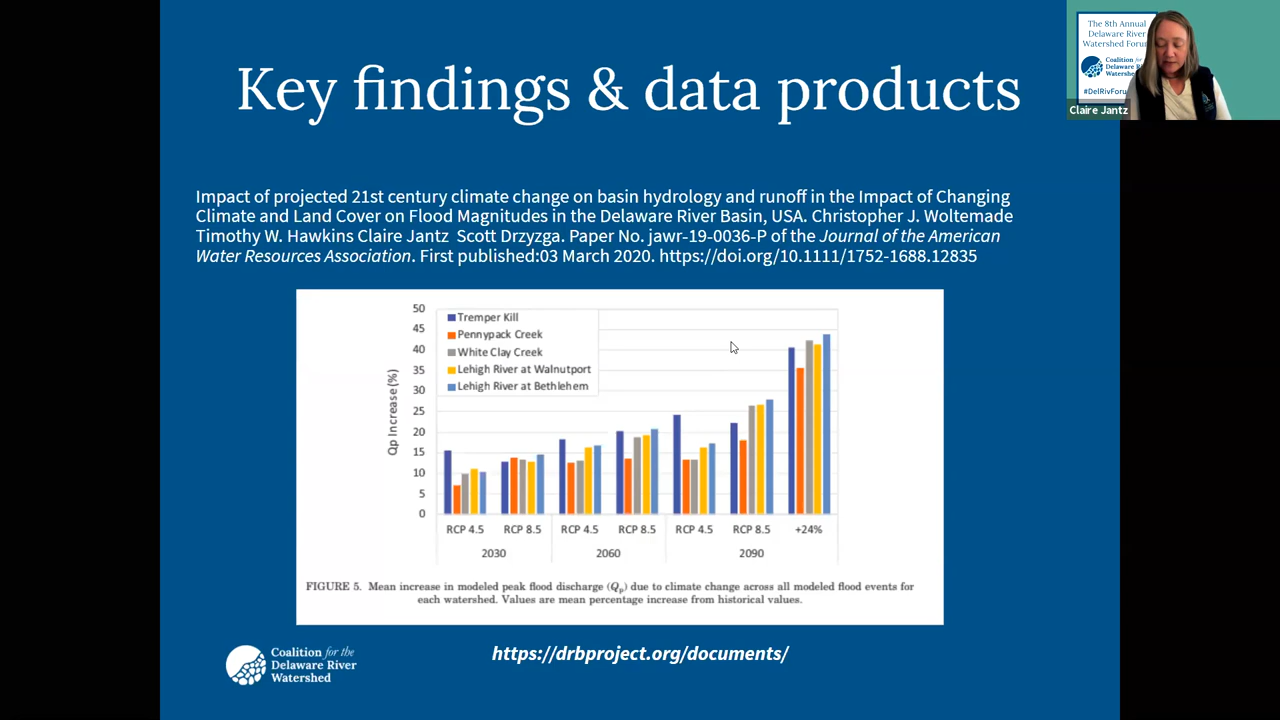 Key findings & data products
The 8th Annual
Delaware River
Watershed
Coalition for
Delaware
Claire Jantz
Impact of projected 21st century climate change on basin hydrology and runoff in the Impact of Changing
Climate and Land Cover on Flood Magnitudes in the Delaware River Basin, USA. Christopher J. Woltemade
Timothy W. Hawkins Claire Jantz Scott Drzyzga. Paper No. jawr-19-0036-P of the Journal of the American
Water Resources Association. First published:03 March 2020. https://doi.org/10.1111/1752-1688.12835
50
45
40
35
30
25
20
15
10
5
0
Qp Increase (%)
Tremper Kill
Pennypack Creek
White Clay Creek
Lehigh River at Walnutport
Lehigh River at Bethlehem
RCP 4.5 RCP 8.5 RCP 4.5 RCP 8.5 RCP 4.5 RCP 8.5 +24%
2030 2060 2090
FIGURE 5. Mean increase in modeled peak flood discharge (Qp) due to climate change across all modeled flood events for
each watershed. Values are mean percentage increase from historical values.
Coalition for the
Delaware River
Watershed
https://drbproject.org/documents/